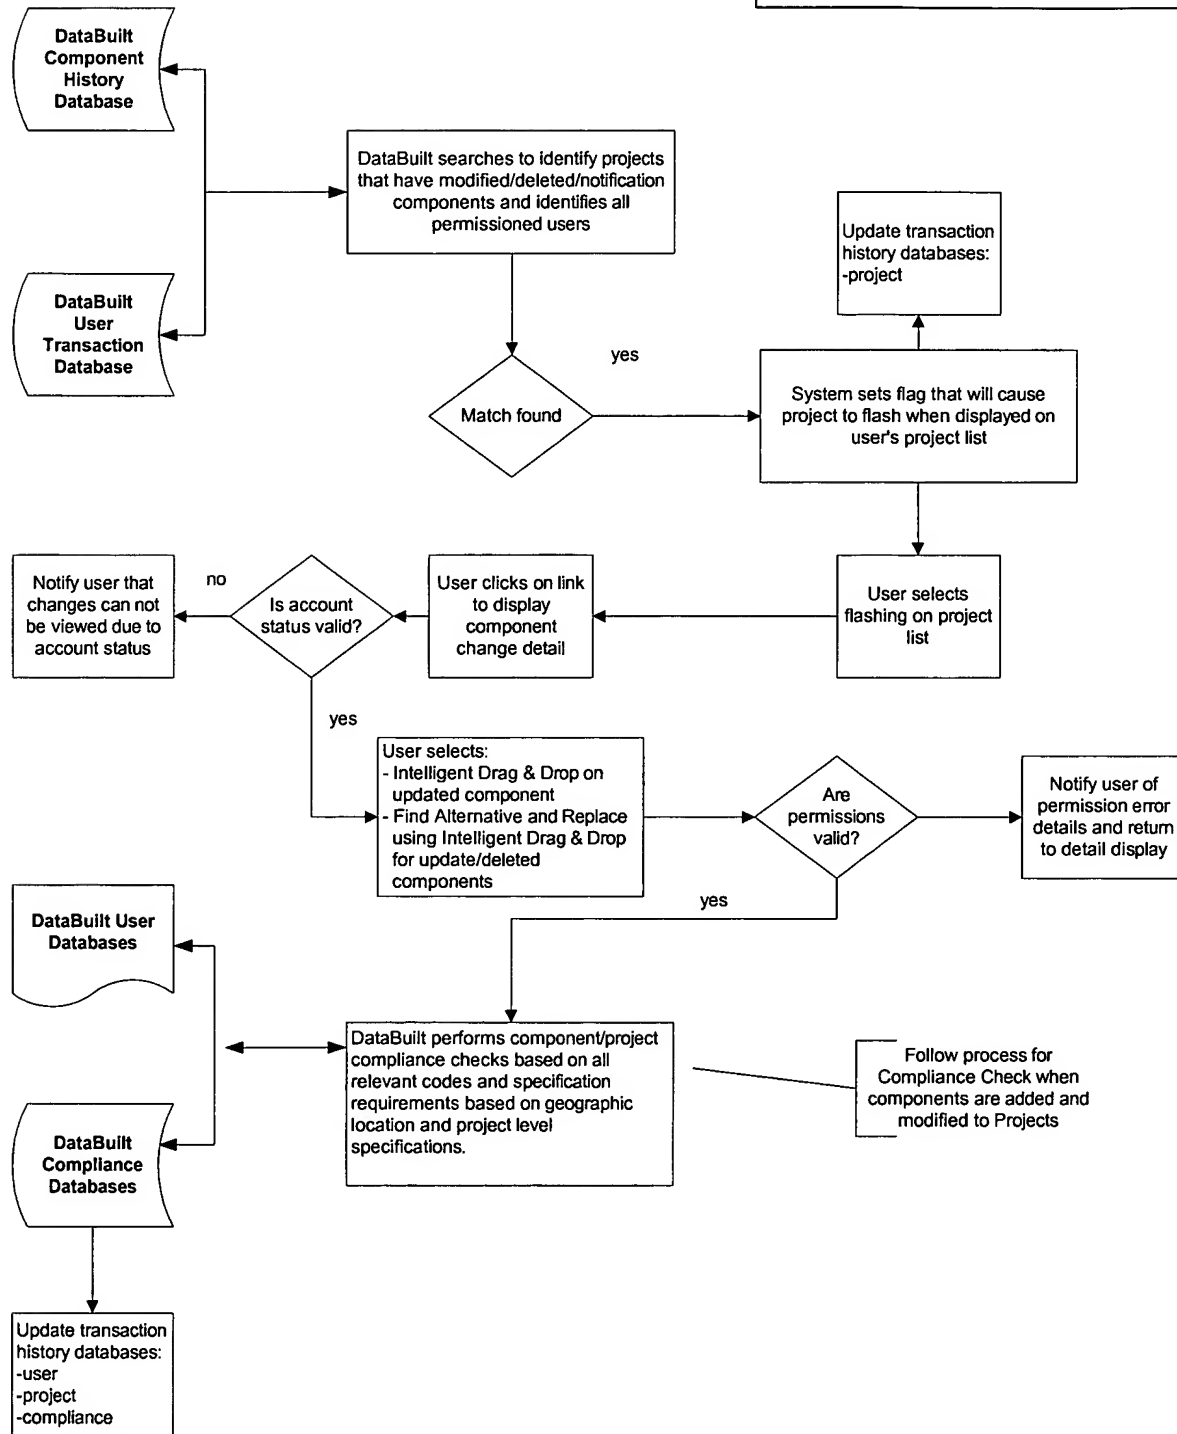 DataBuilt
Component
History
Database
DataBuilt searches to identify projects
that have modified/deleted/notification
components and identifies all
permissioned users
Update transaction
history databases:
-project
DataBuilt
User
Transaction
Database
yes
Match found
System sets flag that will cause
project to flash when displayed on
user's project list
Notify user that
changes can not
be viewed due to
account status
no
Is account
status valid?
User clicks on link
to display
component
change detail
User selects
flashing on project
list
yes
User selects:
- Intelligent Drag & Drop on
updated component
- Find Alternative and Replace
using Intelligent Drag & Drop
for update/deleted
components
Are
permissions
valid?
Notify user of
permission error
details and return
to detail display
yes
DataBuilt User
Databases
DataBuilt performs component/project
compliance checks based on all
relevant codes and specification
requirements based on geographic
location and project level
specifications.
Follow process for
Compliance Check when
components are added and
modified to Projects
DataBuilt
Compliance
Databases
Update transaction
history databases:
-user
-project
-compliance